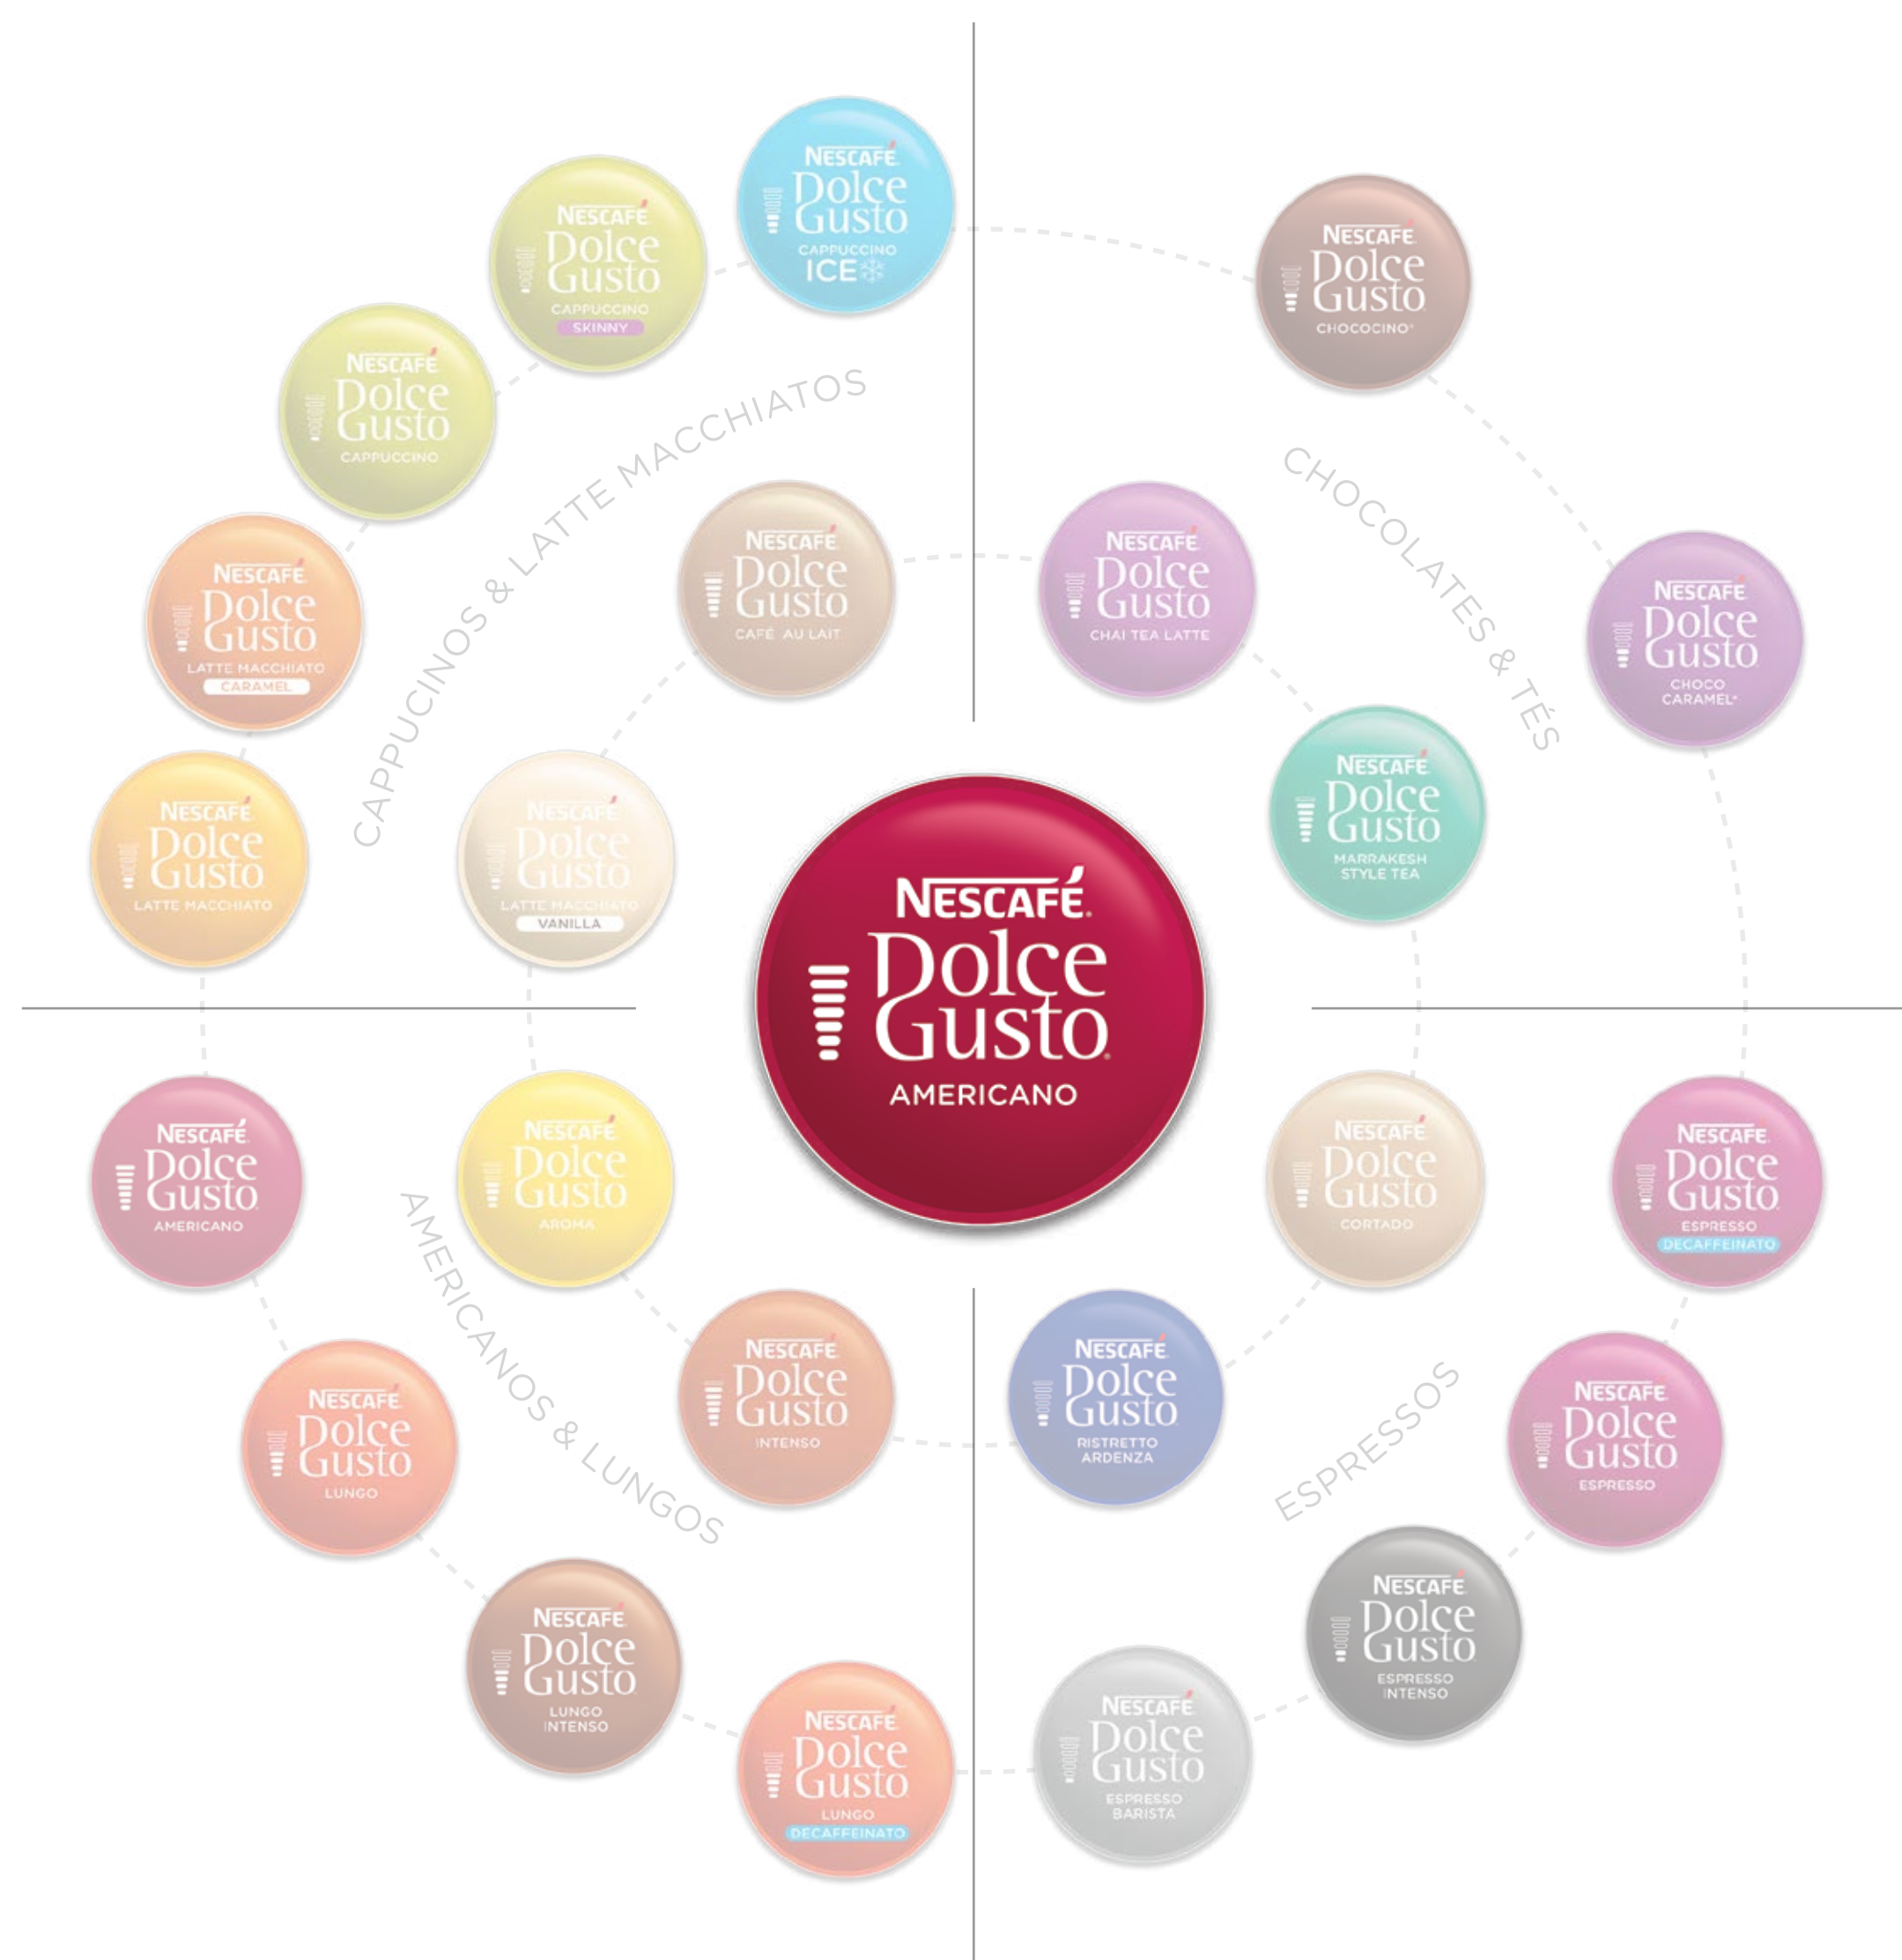 NESCAFÉ
Dolce
Gusto
CAPPUCCINO
ICE
NESCAFÉ
Dolce
Gusto
CAPPUCCINO
SKINNY
NESCAFÉ
Dolce
Gusto
CAPPUCCINO
NESCAFÉ
Dolce
Gusto
LATTE MACCHIATO
CARAMEL
NESCAFÉ
Dolce
Gusto
LATTE MACCHIATO
CAPPUCINOS & LATTE MACCHIATOS
NESCAFÉ
Dolce
Gusto
CAFÉ AU LAIT
NESCAFÉ
Dolce
Gusto
LATTE MACCHIATO
VANILLA
NESCAFÉ
Dolce
Gusto
CHOCOCINO*
NESCAFÉ
Dolce
Gusto
CHOCO
CARAMEL*
CHOCOLATES & TÉS
NESCAFÉ
Dolce
Gusto
CHAI TEA LATTE
NESCAFÉ
Dolce
Gusto
MARRAKESH
STYLE TEA
NESCAFÉ®
Dolce
Gusto®
AMERICANO
NESCAFÉ
Dolce
Gusto
AMERICANO
NESCAFÉ
Dolce
Gusto
AROMA
AMERICANOS & LUNGOS
NESCAFÉ
Dolce
Gusto
INTENSO
NESCAFÉ
Dolce
Gusto
LUNGO
NESCAFÉ
Dolce
Gusto
LUNGO
INTENSO
NESCAFÉ
Dolce
Gusto
LUNGO
DECAFFEINATO
NESCAFÉ
Dolce
Gusto
CORTADO
NESCAFÉ
Dolce
Gusto
ESPRESSO
DECAFFEINATO
NESCAFÉ
Dolce
Gusto
RISTRETTO
ARDENZA
ESPRESSOS
NESCAFÉ
Dolce
Gusto
ESPRESSO
NESCAFÉ
Dolce
Gusto
ESPRESSO
INTENSO
NESCAFÉ
Dolce
Gusto
ESPRESSO
BARISTA